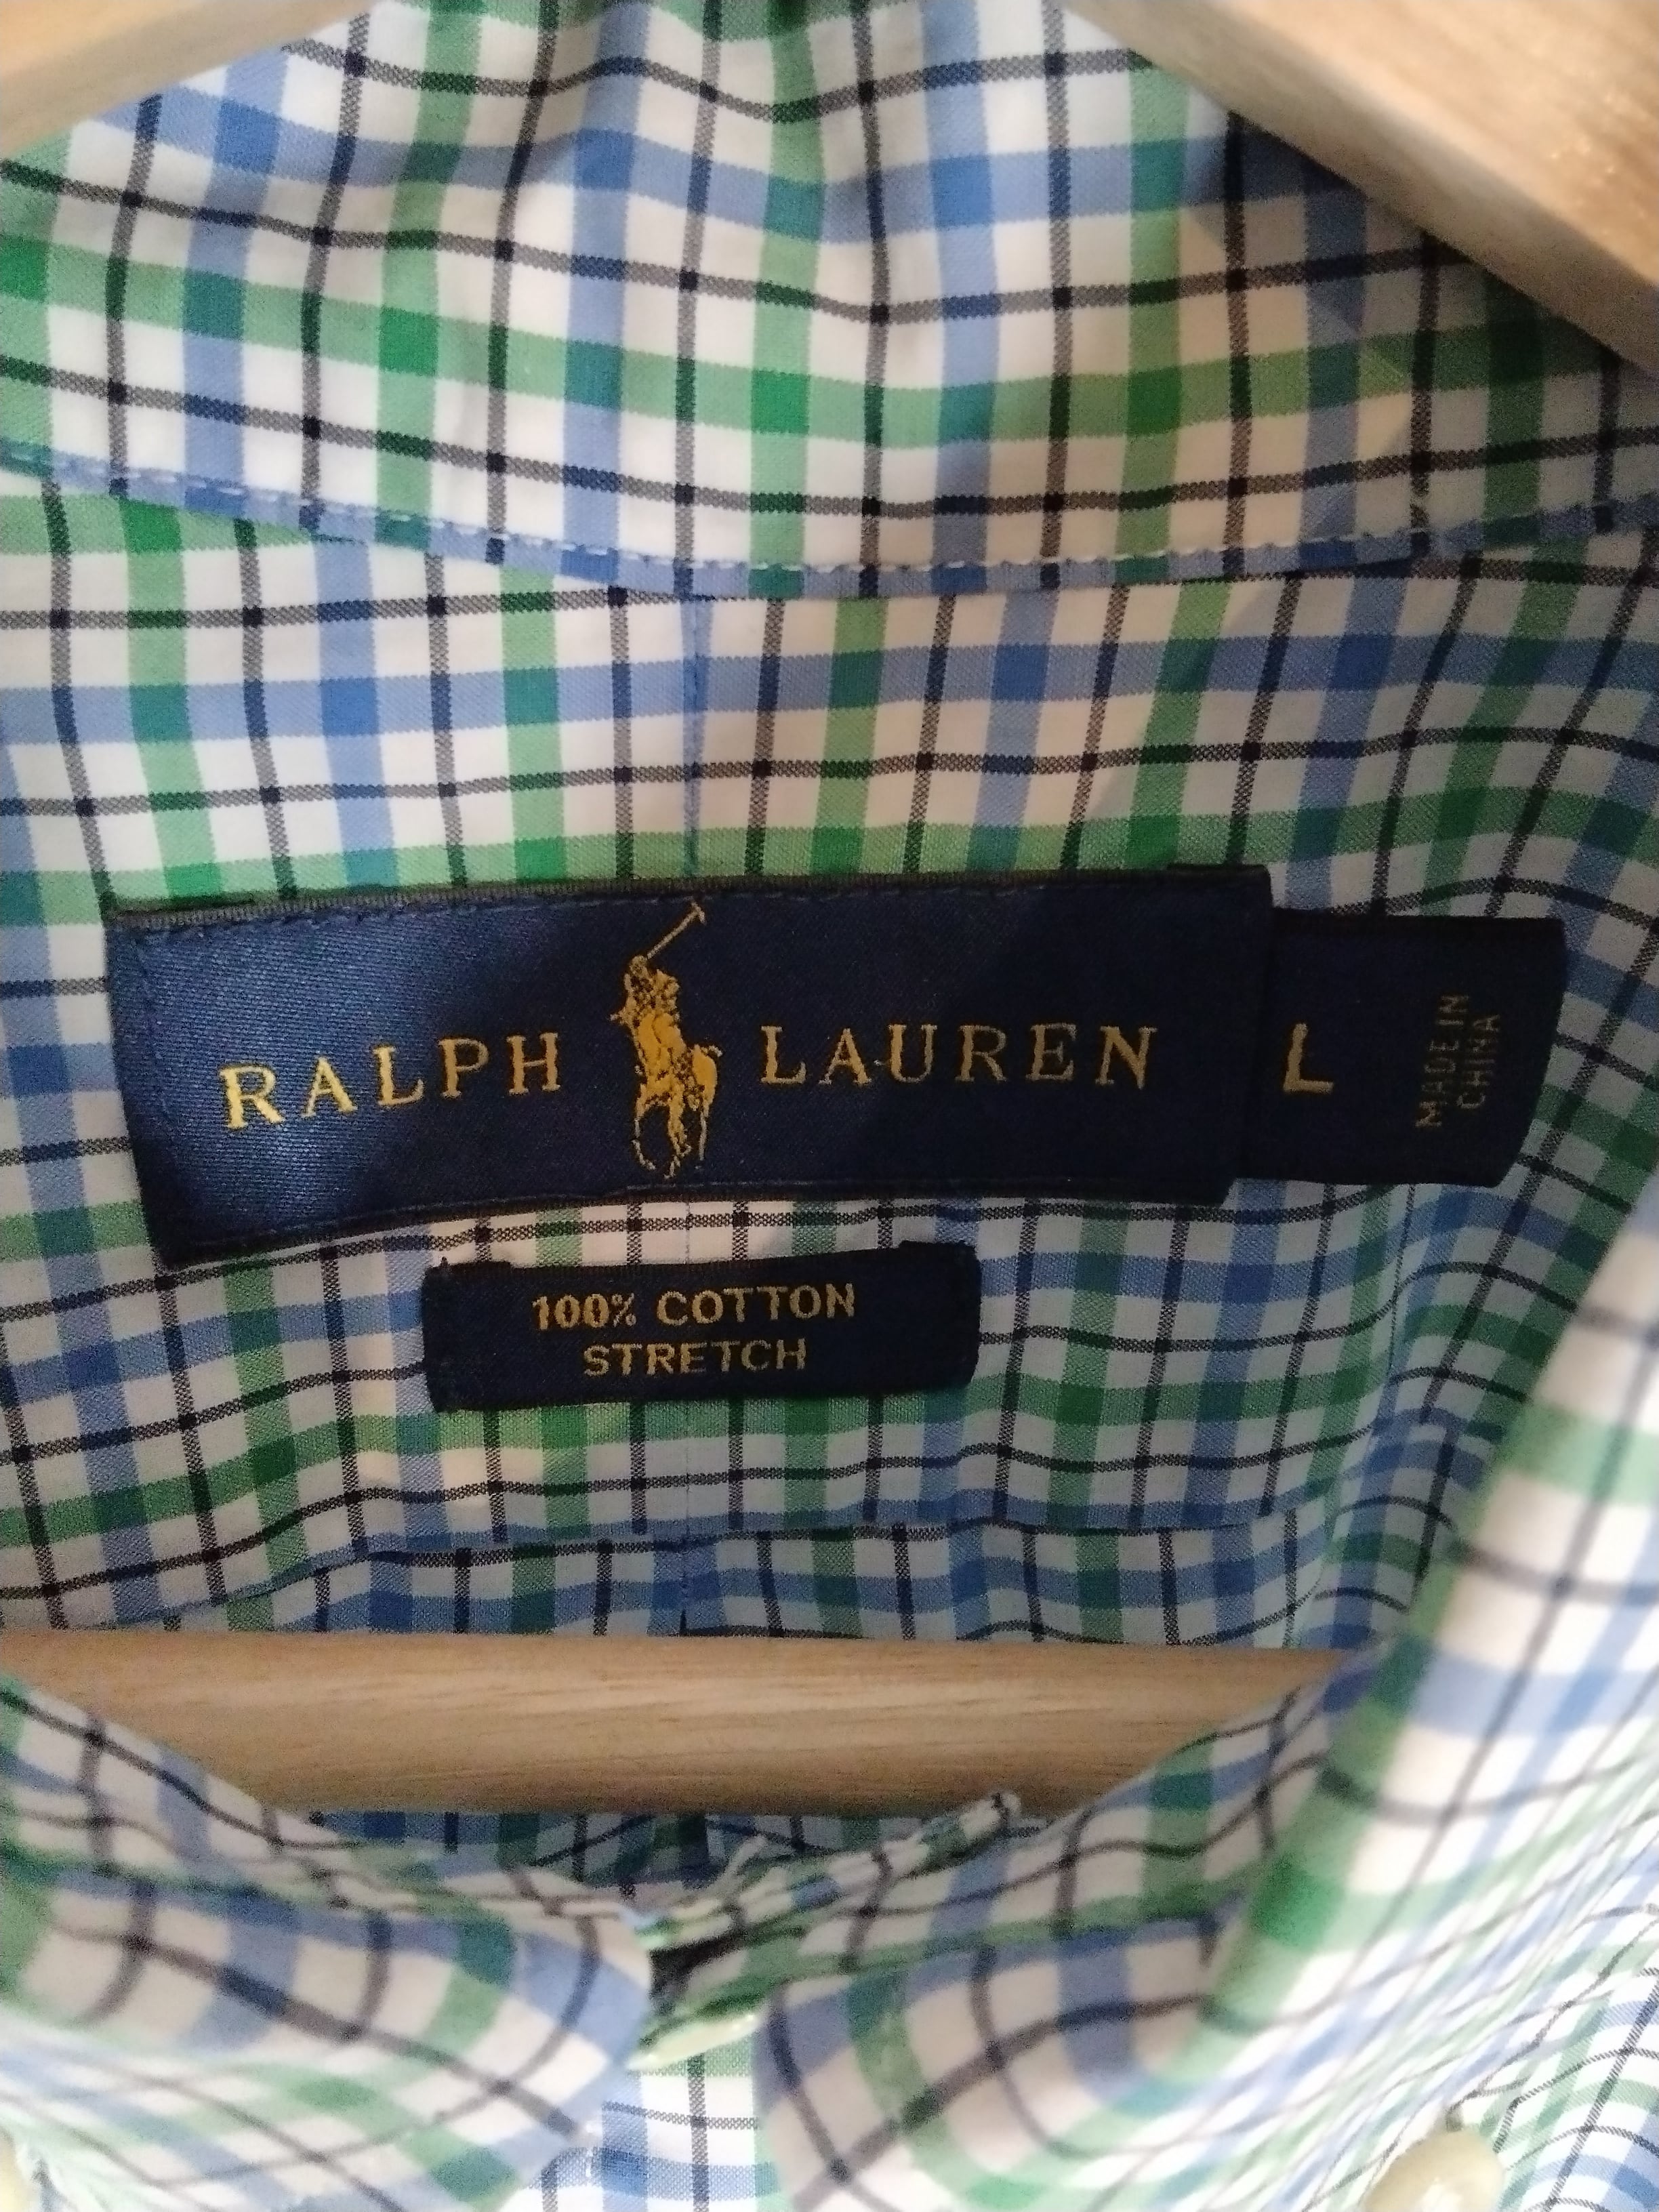 RALPH LAUREN
L
MADE IN
CHINA
100% COTTON
STRETCH